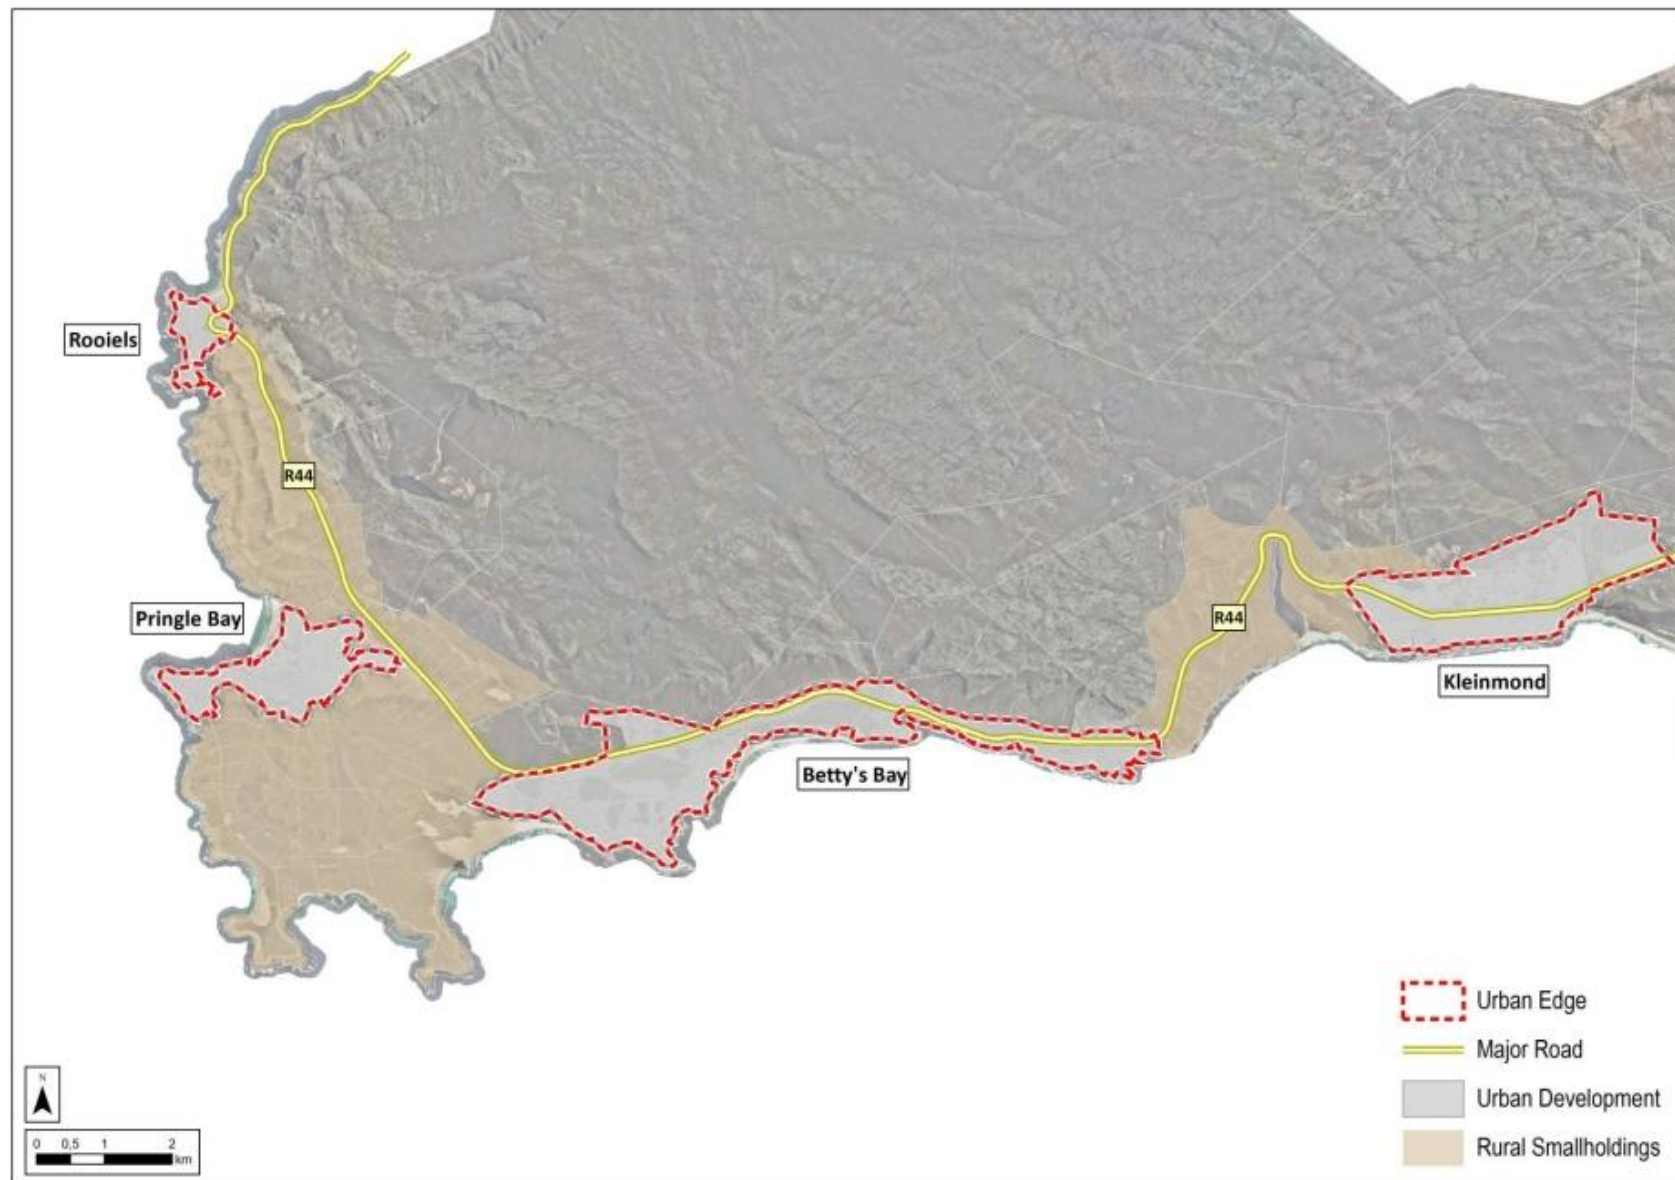 Rooiels
R44
Pringle Bay
R44
Kleinmond
Betty's Bay
Urban Edge
Major Road
Urban Development
Rural Smallholdings
N
0 0,5 1 2
km